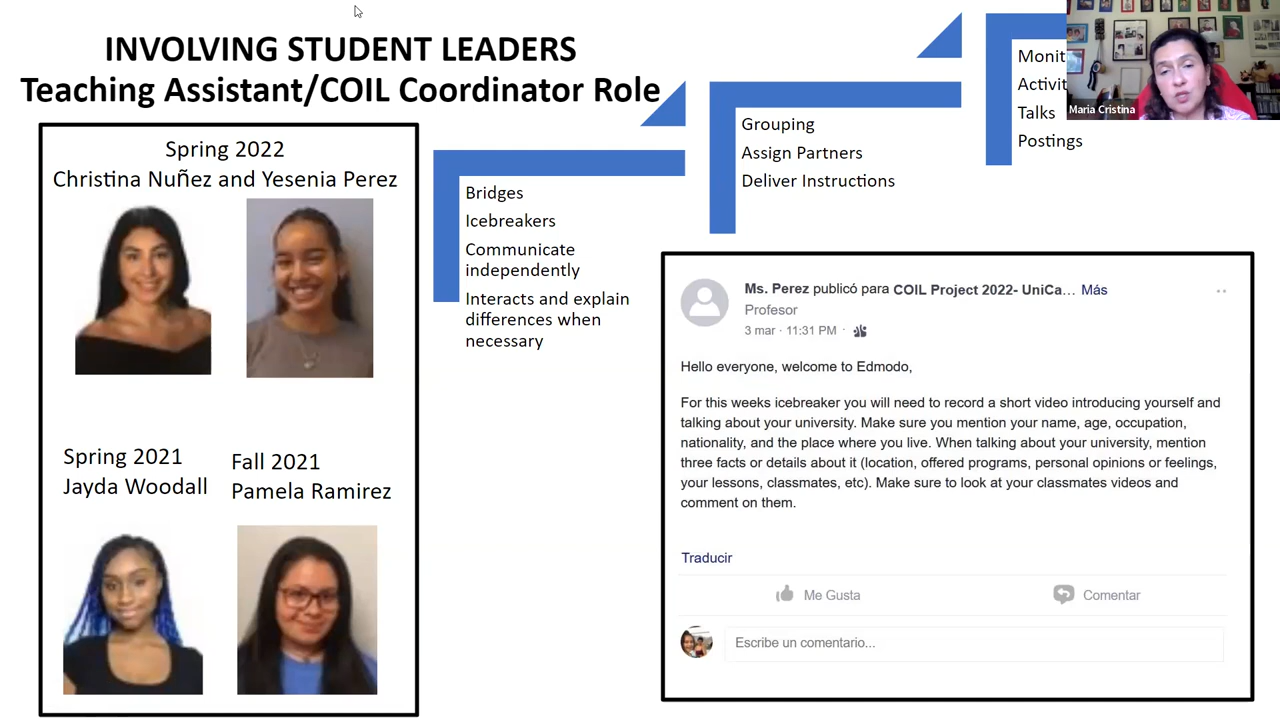 INVOLVING STUDENT LEADERS
Teaching Assistant/COIL Coordinator Role
Spring 2022
Christina Nuñez and Yesenia Perez
Spring 2021
Jayda Woodall
Fall 2021
Pamela Ramirez
Bridges
Icebreakers
Communicate
independently
Interacts and explain
differences when
necessary
Grouping
Assign Partners
Deliver Instructions
Talks
Postings
Maria Cristina
Ms. Perez publicó para COIL Project 2022- UniCa... Más
Profesor
3 mar · 11:31 PM ·
Hello everyone, welcome to Edmodo,
For this weeks icebreaker you will need to record a short video introducing yourself and
talking about your university. Make sure you mention your name, age, occupation,
nationality, and the place where you live. When talking about your university, mention
three facts or details about it (location, offered programs, personal opinions or feelings,
your lessons, classmates, etc). Make sure to look at your classmates videos and
comment on them.
Traducir
Me Gusta
Comentar
Escribe un comentario...